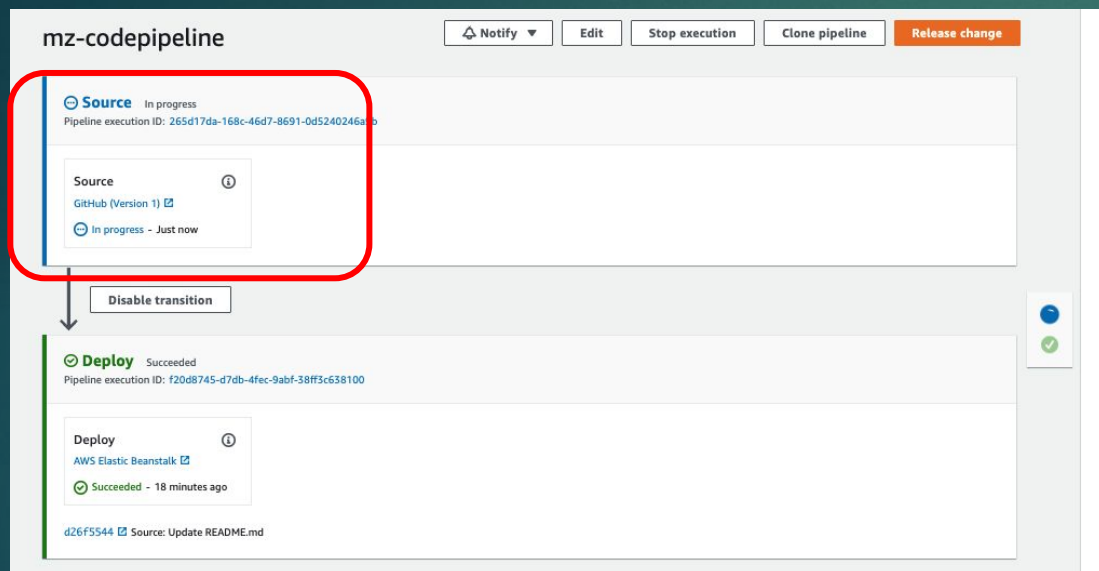 mz-codepipeline
Notify ▼
Edit
Stop execution
Clone pipeline
Release change
Source In progress
Pipeline execution ID: 265d17da-168c-46d7-8691-0d5240246a
Source
GitHub (Version 1)
In progress - Just now
Disable transition
Deploy Succeeded
Pipeline execution ID: f20d8745-d7db-4fec-9abf-38ff3c638100
Deploy
AWS Elastic Beanstalk
Succeeded - 18 minutes ago
d26f5544 Source: Update README.md